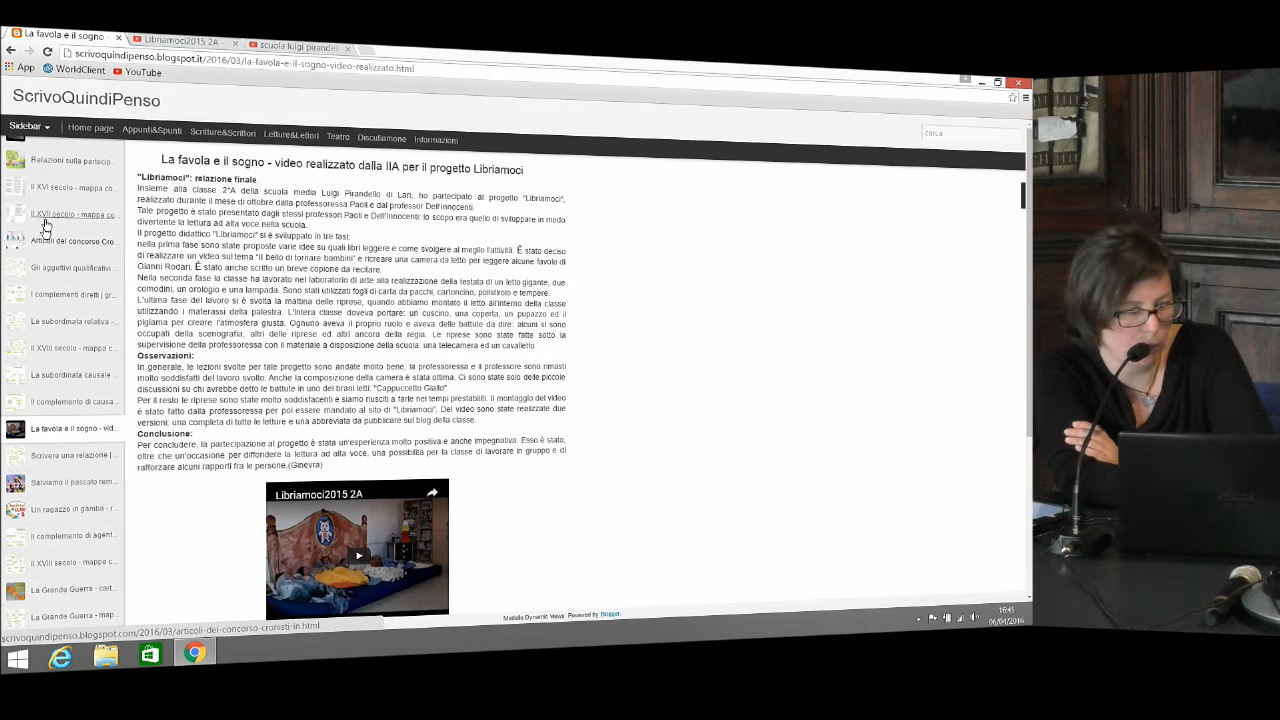 La favola e il sogno -
Libriamoci2015 2A -
scuola luigi pirandel
scrivoquindipenso.blogspot.it/2016/03/la-favola-e-il-sogno-video-realizzato.html
App WorldClient YouTube
ScrivoQuindiPenso
Sidebar Home page Appunti&Spunti Scritture&Scrittori Letture&Lettori Teatro Discutiamone Informazioni cerca
Relazioni sulla partecip...
Il XVI secolo - mappa co...
Il XVII secolo - mappa co...
Articoli del concorso Cro...
Gli aggettivi qualificativi
I complementi diretti | gr...
La subordinata relativa -
Il XVIII secolo - mappa c...
La subordinata causale
Il complemento di causa...
La favola e il sogno - vid...
Scrivere una relazione |
Salviamo il passato rem...
Un ragazzo in gamba - r...
Il complemento di agent...
Il XVIII secolo - mappe c...
La Grande Guerra - cart...
La Grande Guerra - map...
La favola e il sogno - video realizzato dalla IIA per il progetto Libriamoci
"Libriamoci": relazione finale
Insieme alla classe 2°A della scuola media Luigi Pirandello di Lari, ho partecipato al progetto "Libriamoci",
realizzato durante il mese di ottobre dalla professoressa Paoli e dal professor Dell'Innocenti.
Tale progetto è stato presentato dagli stessi professori Paoli e Dell'Innocenti: lo scopo era quello di sviluppare in modo
divertente la lettura ad alta voce nella scuola.
Il progetto didattico "Libriamoci" si è sviluppato in tre fasi:
nella prima fase sono state proposte varie idee su quali libri leggere e come svolgere al meglio l'attività. È stato deciso
di realizzare un video sul tema "Il bello di tornare bambini" e ricreare una camera da letto per leggere alcune favole di
Gianni Rodari. È stato anche scritto un breve copione da recitare.
Nella seconda fase la classe ha lavorato nel laboratorio di arte alla realizzazione della testata di un letto gigante, due
comodini, un orologio e una lampada. Sono stati utilizzati fogli di carta da pacchi, cartoncino, polistirolo e tempere.
L'ultima fase del lavoro si è svolta la mattina delle riprese, quando abbiamo montato il letto all'interno della classe
utilizzando i materassi della palestra. L'intera classe doveva portare: un cuscino, una coperta, un pupazzo ed il
pigiama per creare l'atmosfera giusta. Ognuno aveva il proprio ruolo e aveva delle battute da dire: alcuni si sono
occupati della scenografia, altri delle riprese ed altri ancora della regia. Le riprese sono state fatte sotto la
supervisione della professoressa con il materiale a disposizione della scuola: una telecamera ed un cavalletto.
Osservazioni:
In generale, le lezioni svolte per tale progetto sono andate molto bene; la professoressa e il professore sono rimasti
molto soddisfatti del lavoro svolto. Anche la composizione della camera è stata ottima. Ci sono state solo delle piccole
discussioni su chi avrebbe detto le battute in uno dei brani letti: "Cappuccetto Giallo".
Per il resto le riprese sono state molto soddisfacenti e siamo riusciti a farle nei tempi prestabiliti. Il montaggio del video
è stato fatto dalla professoressa per poi essere mandato al sito di "Libriamoci". Del video sono state realizzate due
versioni: una completa di tutte le letture e una abbreviata da pubblicare sul blog della classe.
Conclusione:
Per concludere, la partecipazione al progetto è stata un'esperienza molto positiva e anche impegnativa. Esso è stato,
oltre che un'occasione per diffondere la lettura ad alta voce, una possibilità per la classe di lavorare in gruppo e di
rafforzare alcuni rapporti fra le persone.(Ginevra)
Libriamoci2015 2A
Modello Dynamic Views. Powered by Blogger.
scrivoquindipenso.blogspot.com/2016/03/articoli-del-concorso-cronisti-in.html
16:45
06/04/2016